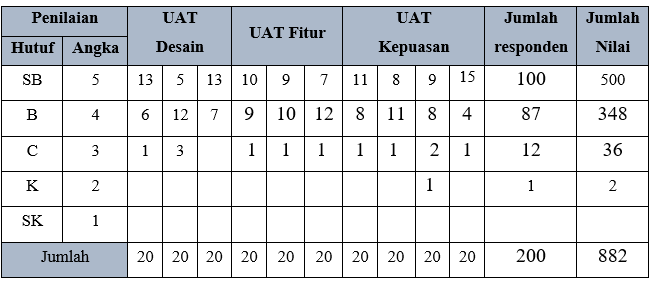 Penilaian UAT Desain UAT Fitur UAT Kepuasan Jumlah responden Jumlah Nilai
Hutuf Angka
SB 5 13 5 13 10 9 7 11 8 9 15 100 500
B 4 6 12 7 9 10 12 8 11 8 4 87 348
C 3 1 3 1 1 1 1 1 2 1 12 36
K 2 1 1 2
SK 1
Jumlah 20 20 20 20 20 20 20 20 20 20 200 882